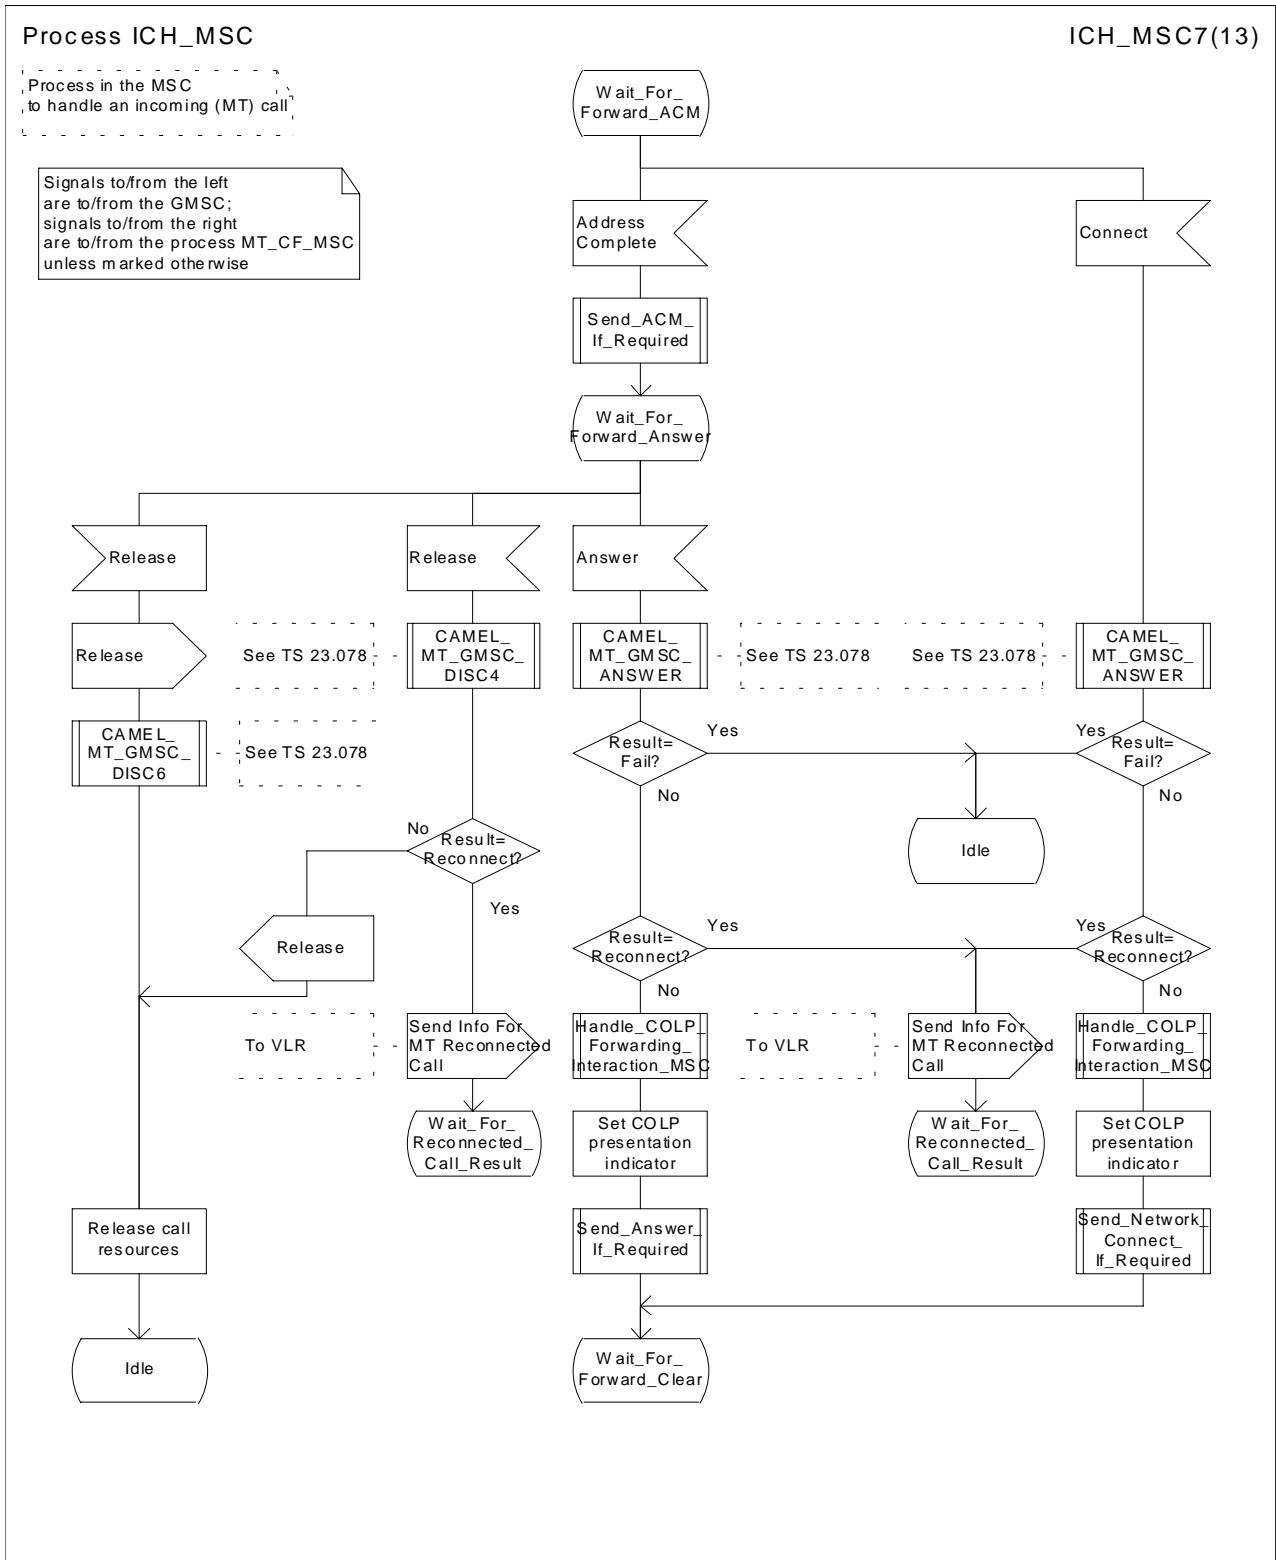 Process ICH_MSC
ICH_MSC7(13)
Process in the MSC
to handle an incoming (MT) call
Signals to/from the left
are to/from the GMSC;
signals to/from the right
are to/from the process MT_CF_MSC
unless marked otherwise
Wait_For_
Forward_ACM
Address
Complete
Connect
Send_ACM_
If_Required
Wait_For_
Forward_Answer
Release
Release
Answer
Release
See TS 23.078
CAMEL_
MT_GMSC_
DISC4
CAMEL_
MT_GMSC_
ANSWER
See TS 23.078
See TS 23.078
CAMEL_
MT_GMSC_
ANSWER
CAMEL_
MT_GMSC_
DISC6
See TS 23.078
Result=
Fail?
Yes
No
Yes
Result=
Fail?
No
Idle
No
Result=
Reconnect?
Yes
Release
Result=
Reconnect?
Yes
No
Yes
Result=
Reconnect?
No
To VLR
Send Info For
MT Reconnected
Call
Handle_COLP_
Forwarding_
Interaction_MSC
To VLR
Send Info For
MT Reconnected
Call
Handle_COLP_
Forwarding_
Interaction_MSC
Wait_For_
Reconnected_
Call_Result
Set COLP
presentation
indicator
Wait_For_
Reconnected_
Call_Result
Set COLP
presentation
indicator
Release call
resources
Send_Answer_
If_Required
Send_Network_
Connect_
If_Required
Idle
Wait_For_
Forward_Clear